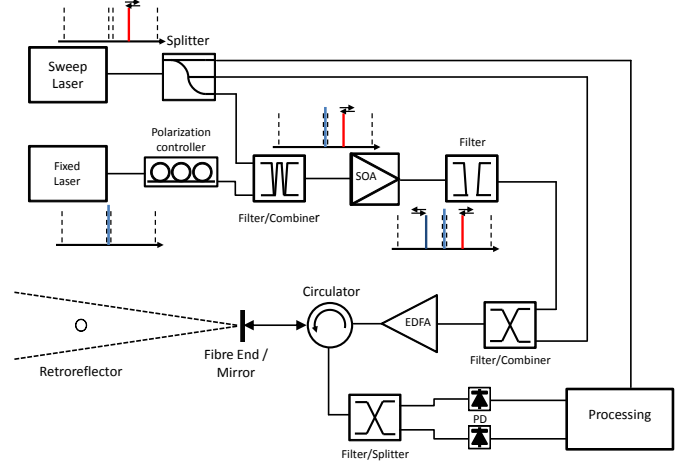 Splitter
Sweep
Laser
Polarization
controller
Filter
Fixed
Laser
SOA
Filter/Combiner
Circulator
EDFA
Filter/Combiner
Fibre End /
Mirror
Retroreflector
PD
Processing
Filter/Splitter